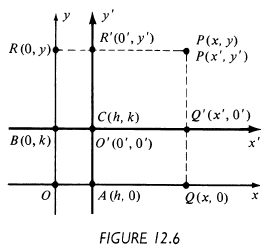 y y'
R(0, y) R'(0', y') P(x, y)
P(x', y')
C(h, k) Q'(x', 0')
B(0, k) O'(0', 0') x'
O A(h, 0) Q(x, 0) x
FIGURE 12.6